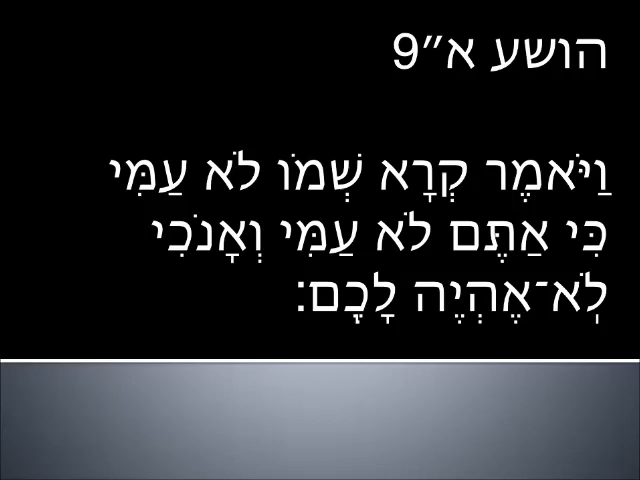 הושע א״9
וַיֹּאמֶר קְרָא שְׁמוֹ לֹא עַמִּי
כִּי אַתֶּם לֹא עַמִּי וְאָנֹכִי
לֹֽא־אֶהְיֶה לָכֶֽם׃